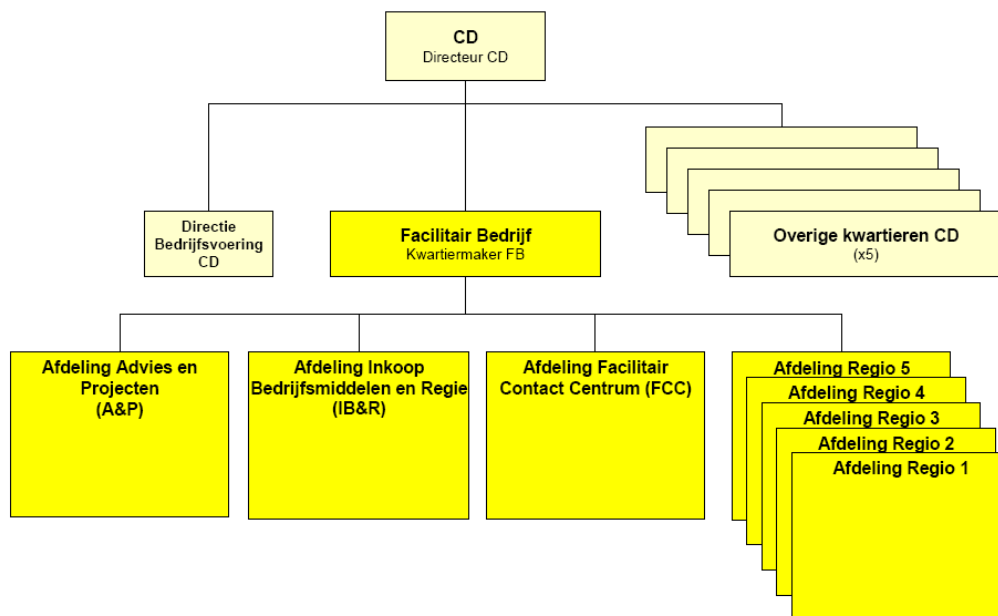 CD
Directeur CD
Directie
Bedrijfsvoering
CD
Facilitair Bedrijf
Kwartiermaker FB
Overige kwartieren CD
(x5)
Afdeling Advies en
Projecten
(A&P)
Afdeling Inkoop
Bedrijfsmiddelen en Regie
(IB&R)
Afdeling Facilitair
Contact Centrum (FCC)
Afdeling Regio 5
Afdeling Regio 4
Afdeling Regio 3
Afdeling Regio 2
Afdeling Regio 1